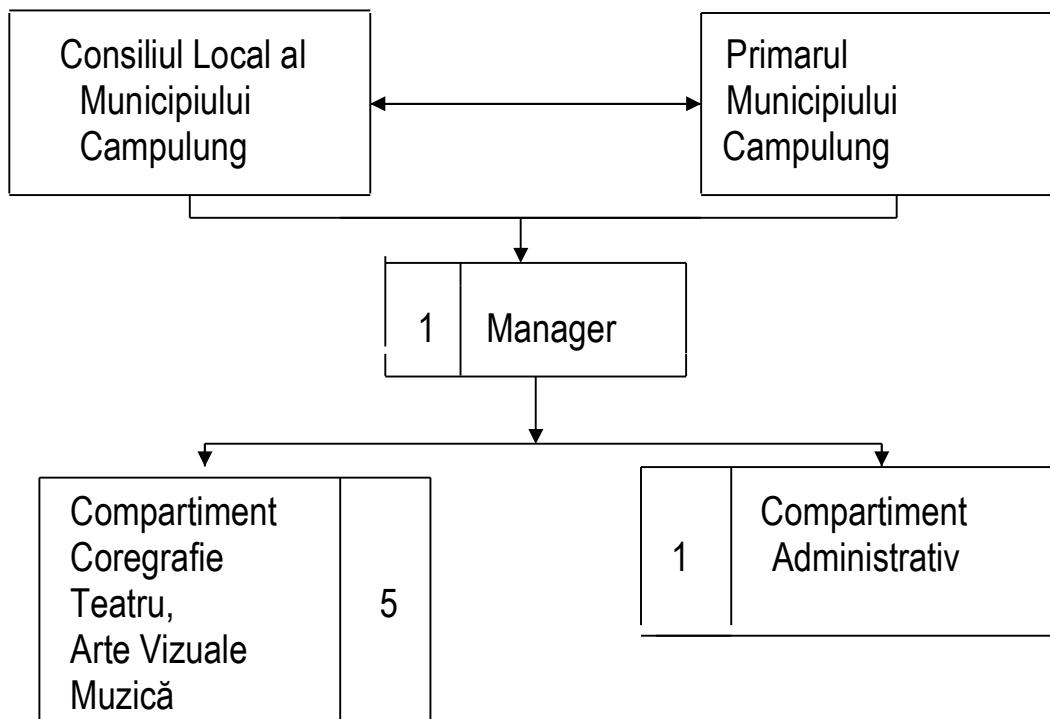 Consiliul Local al
Municipiului
Campulung
Primarul
Municipiului
Campulung
1 Manager
Compartiment
Coregrafie
Teatru,
Arte Vizuale
Muzică
5
1
Compartiment
Administrativ